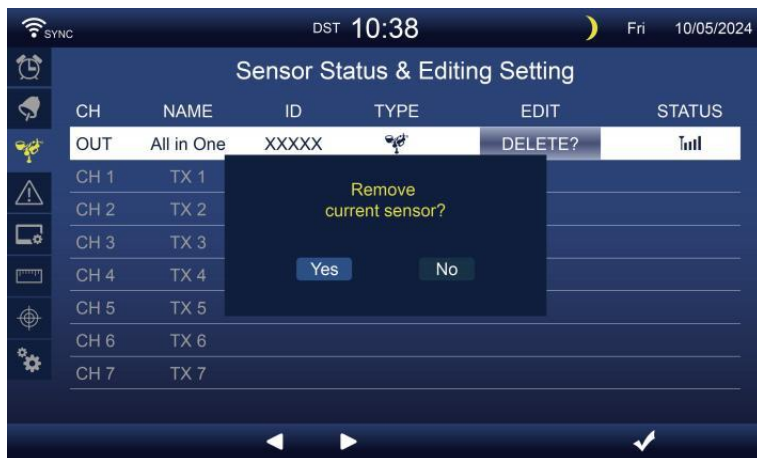 SYNC DST 10:38 Fri 10/05/2024
Sensor Status & Editing Setting
CH NAME ID TYPE EDIT STATUS
OUT All in One XXXXX DELETE?
CH 1 TX 1
CH 2 TX 2
CH 3 TX 3
CH 4 TX 4
CH 5 TX 5
CH 6 TX 6
CH 7 TX 7
Remove
current sensor?
Yes No